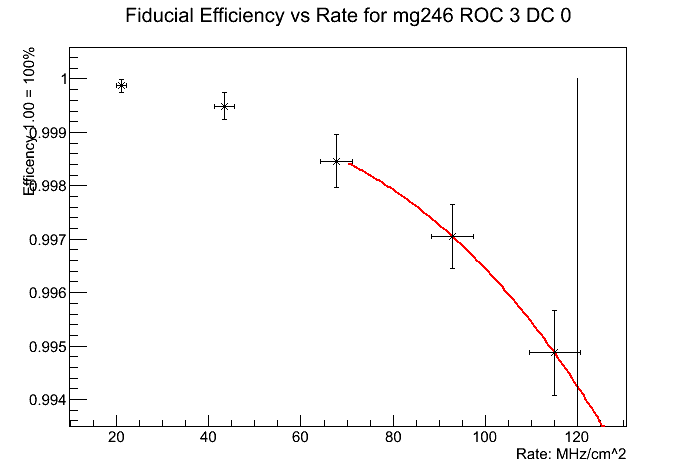 Fiducial Efficiency vs Rate for mg246 ROC 3 DC 0
Efficency 1.00 = 100%
1
0.999
0.998
0.997
0.996
0.995
0.994
20 40 60 80 100 120
Rate: MHz/cm^2